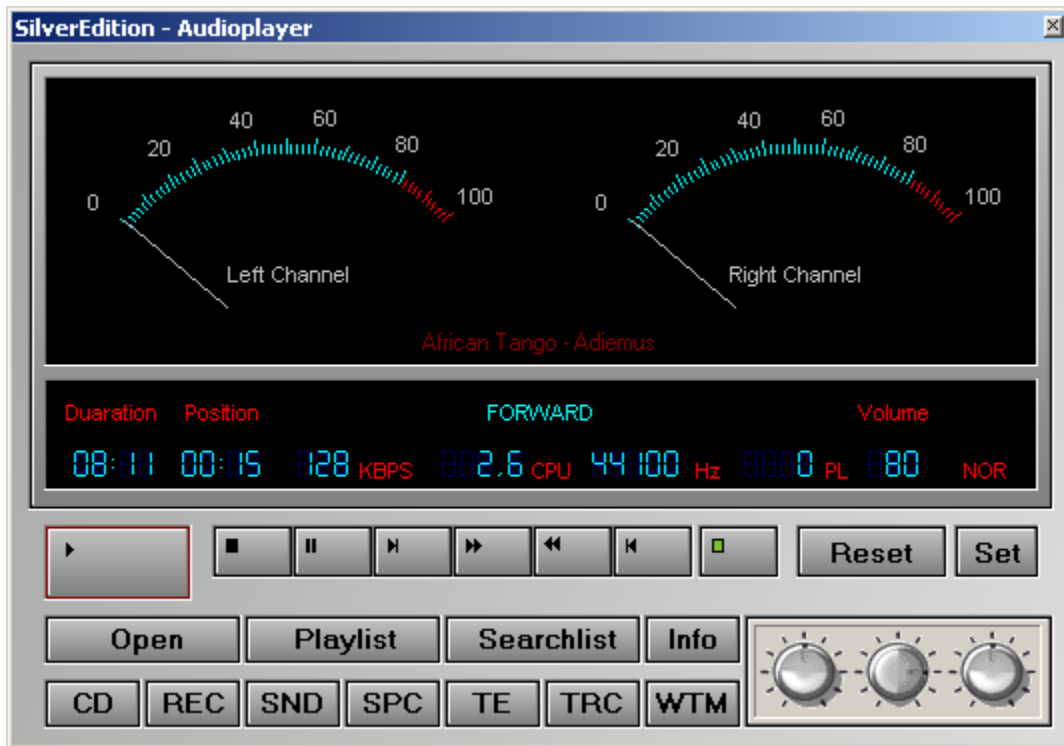 SilverEdition - Audioplayer
0 20 40 60 80 100
0 20 40 60 80 100
Left Channel
Right Channel
African Tango - Adiemus
Duaration Position FORWARD Volume
08:11 00:15 128 KBPS 2,6 CPU 44100 Hz 0 PL 80 NOR
Reset Set
Open Playlist Searchlist Info
CD REC SND SPC TE TRC WTM